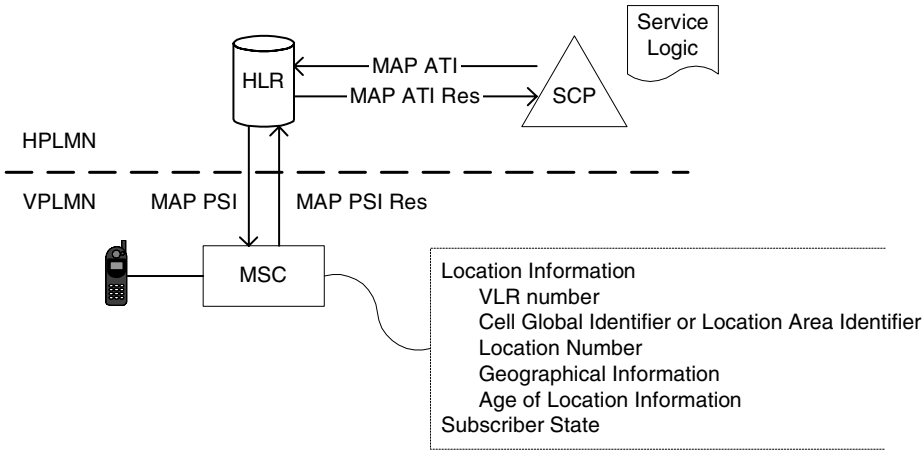 Service
Logic
MAP ATI
HLR
MAP ATI Res
SCP
HPLMN
VPLMN
MAP PSI
MAP PSI Res
MSC
Location Information
VLR number
Cell Global Identifier or Location Area Identifier
Location Number
Geographical Information
Age of Location Information
Subscriber State